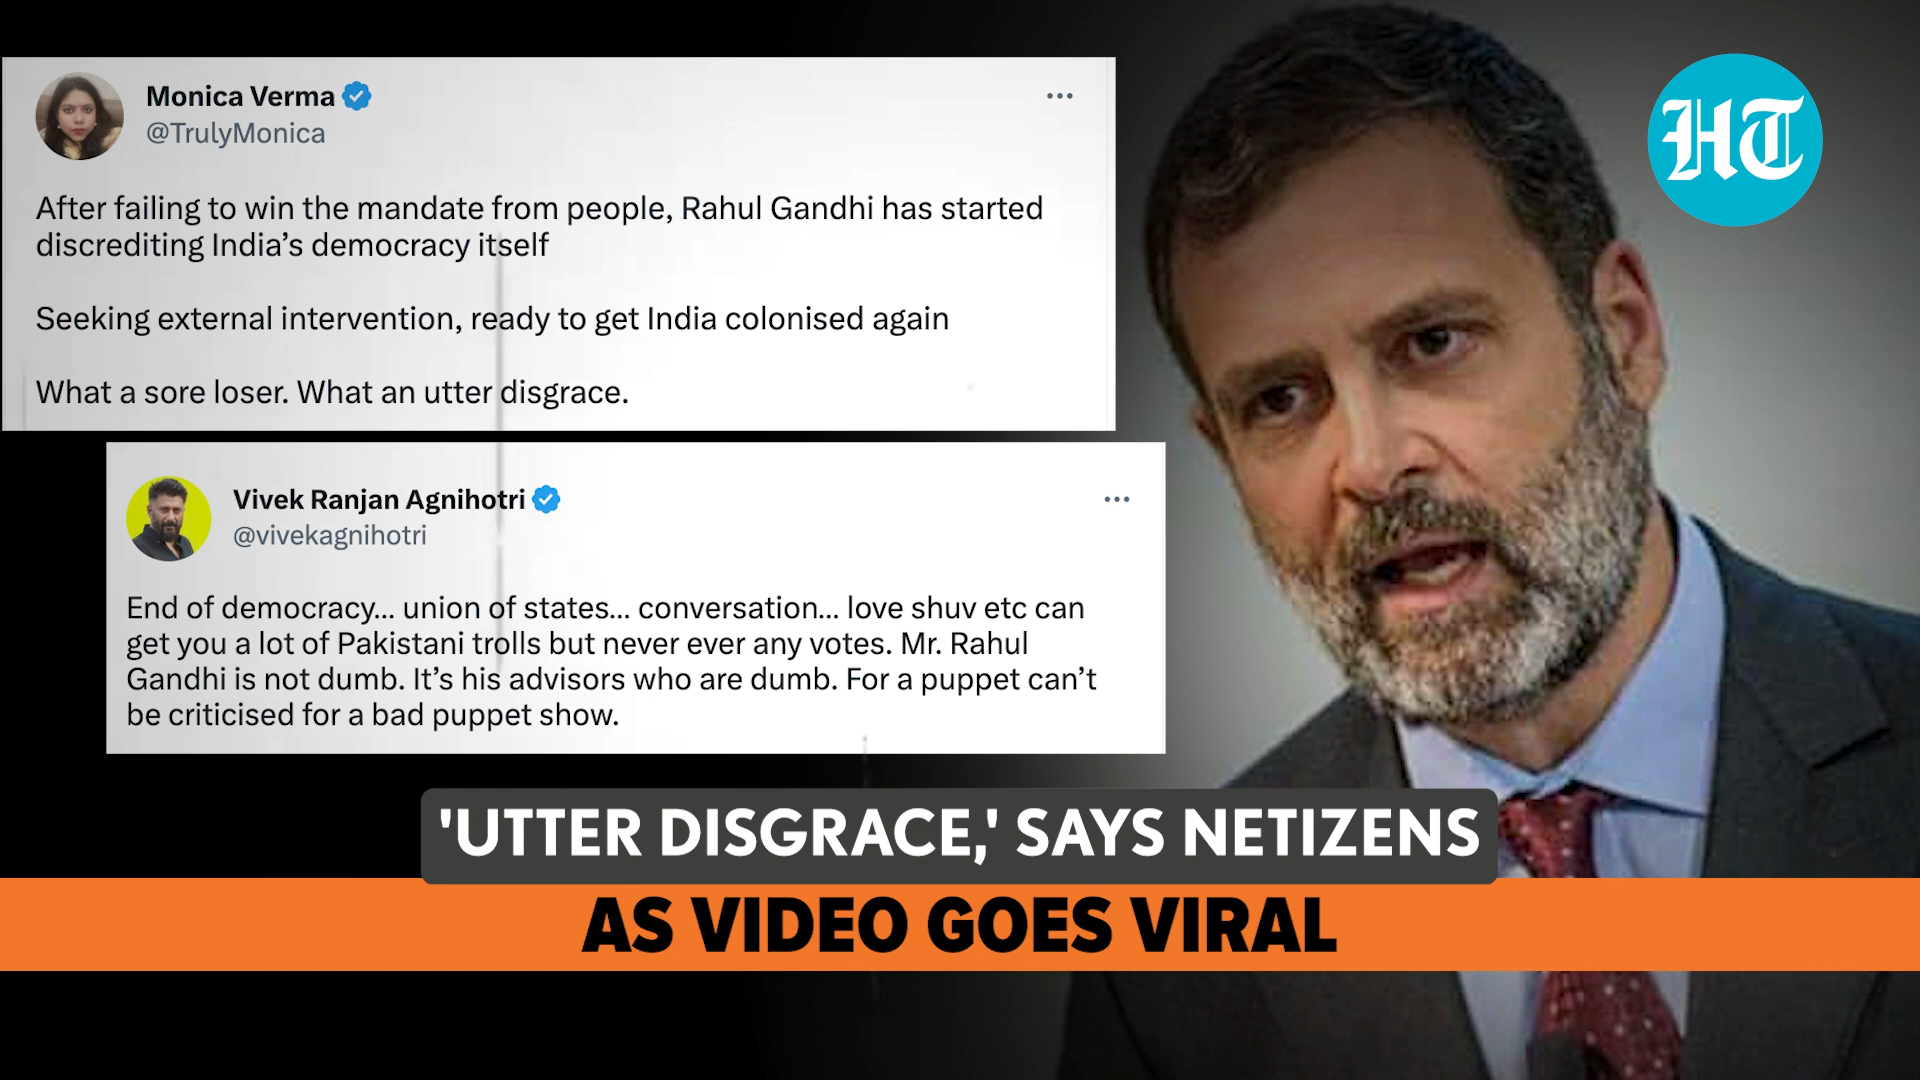 Monica Verma
@TrulyMonica
After failing to win the mandate from people, Rahul Gandhi has started
discrediting India’s democracy itself
Seeking external intervention, ready to get India colonised again
What a sore loser. What an utter disgrace.
HT
Vivek Ranjan Agnihotri
@vivekagnihotri
End of democracy... union of states... conversation... love shuv etc can
get you a lot of Pakistani trolls but never ever any votes. Mr. Rahul
Gandhi is not dumb. It’s his advisors who are dumb. For a puppet can’t
be criticised for a bad puppet show.
'UTTER DISGRACE,' SAYS NETIZENS
AS VIDEO GOES VIRAL